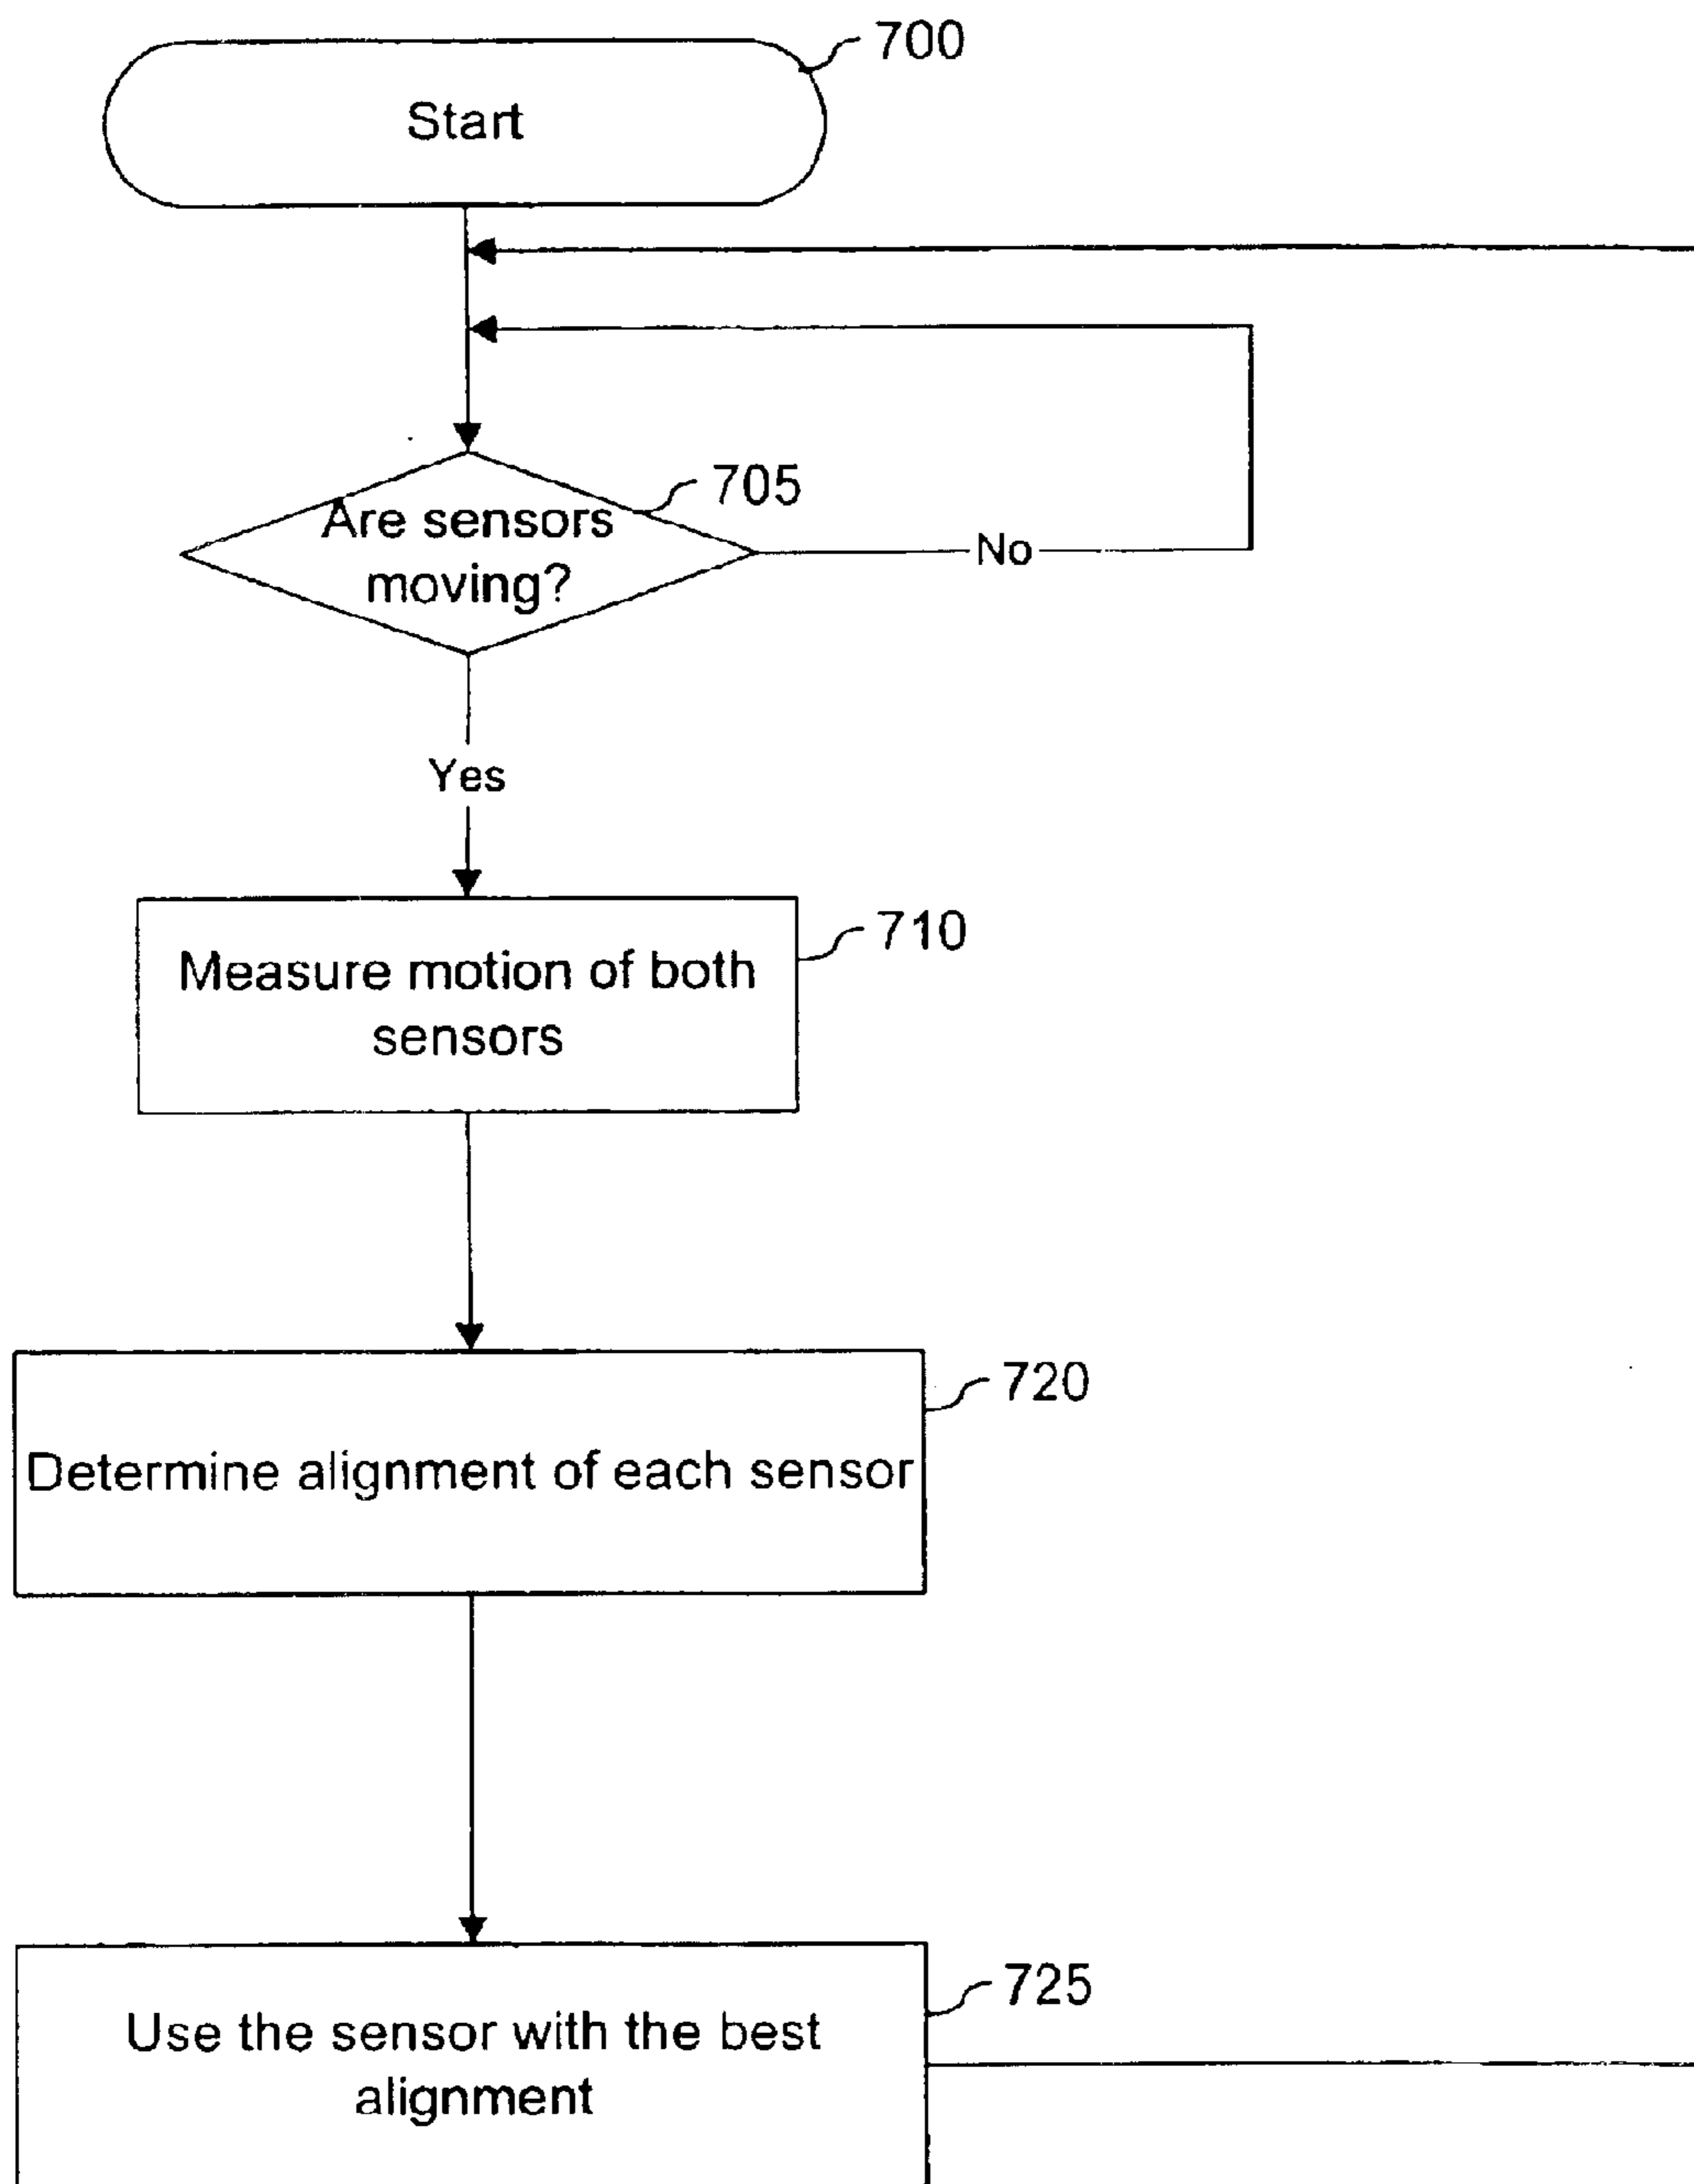 700
Start
705
Are sensors
moving?
No
Yes
710
Measure motion of both
sensors
720
Determine alignment of each sensor
725
Use the sensor with the best
alignment